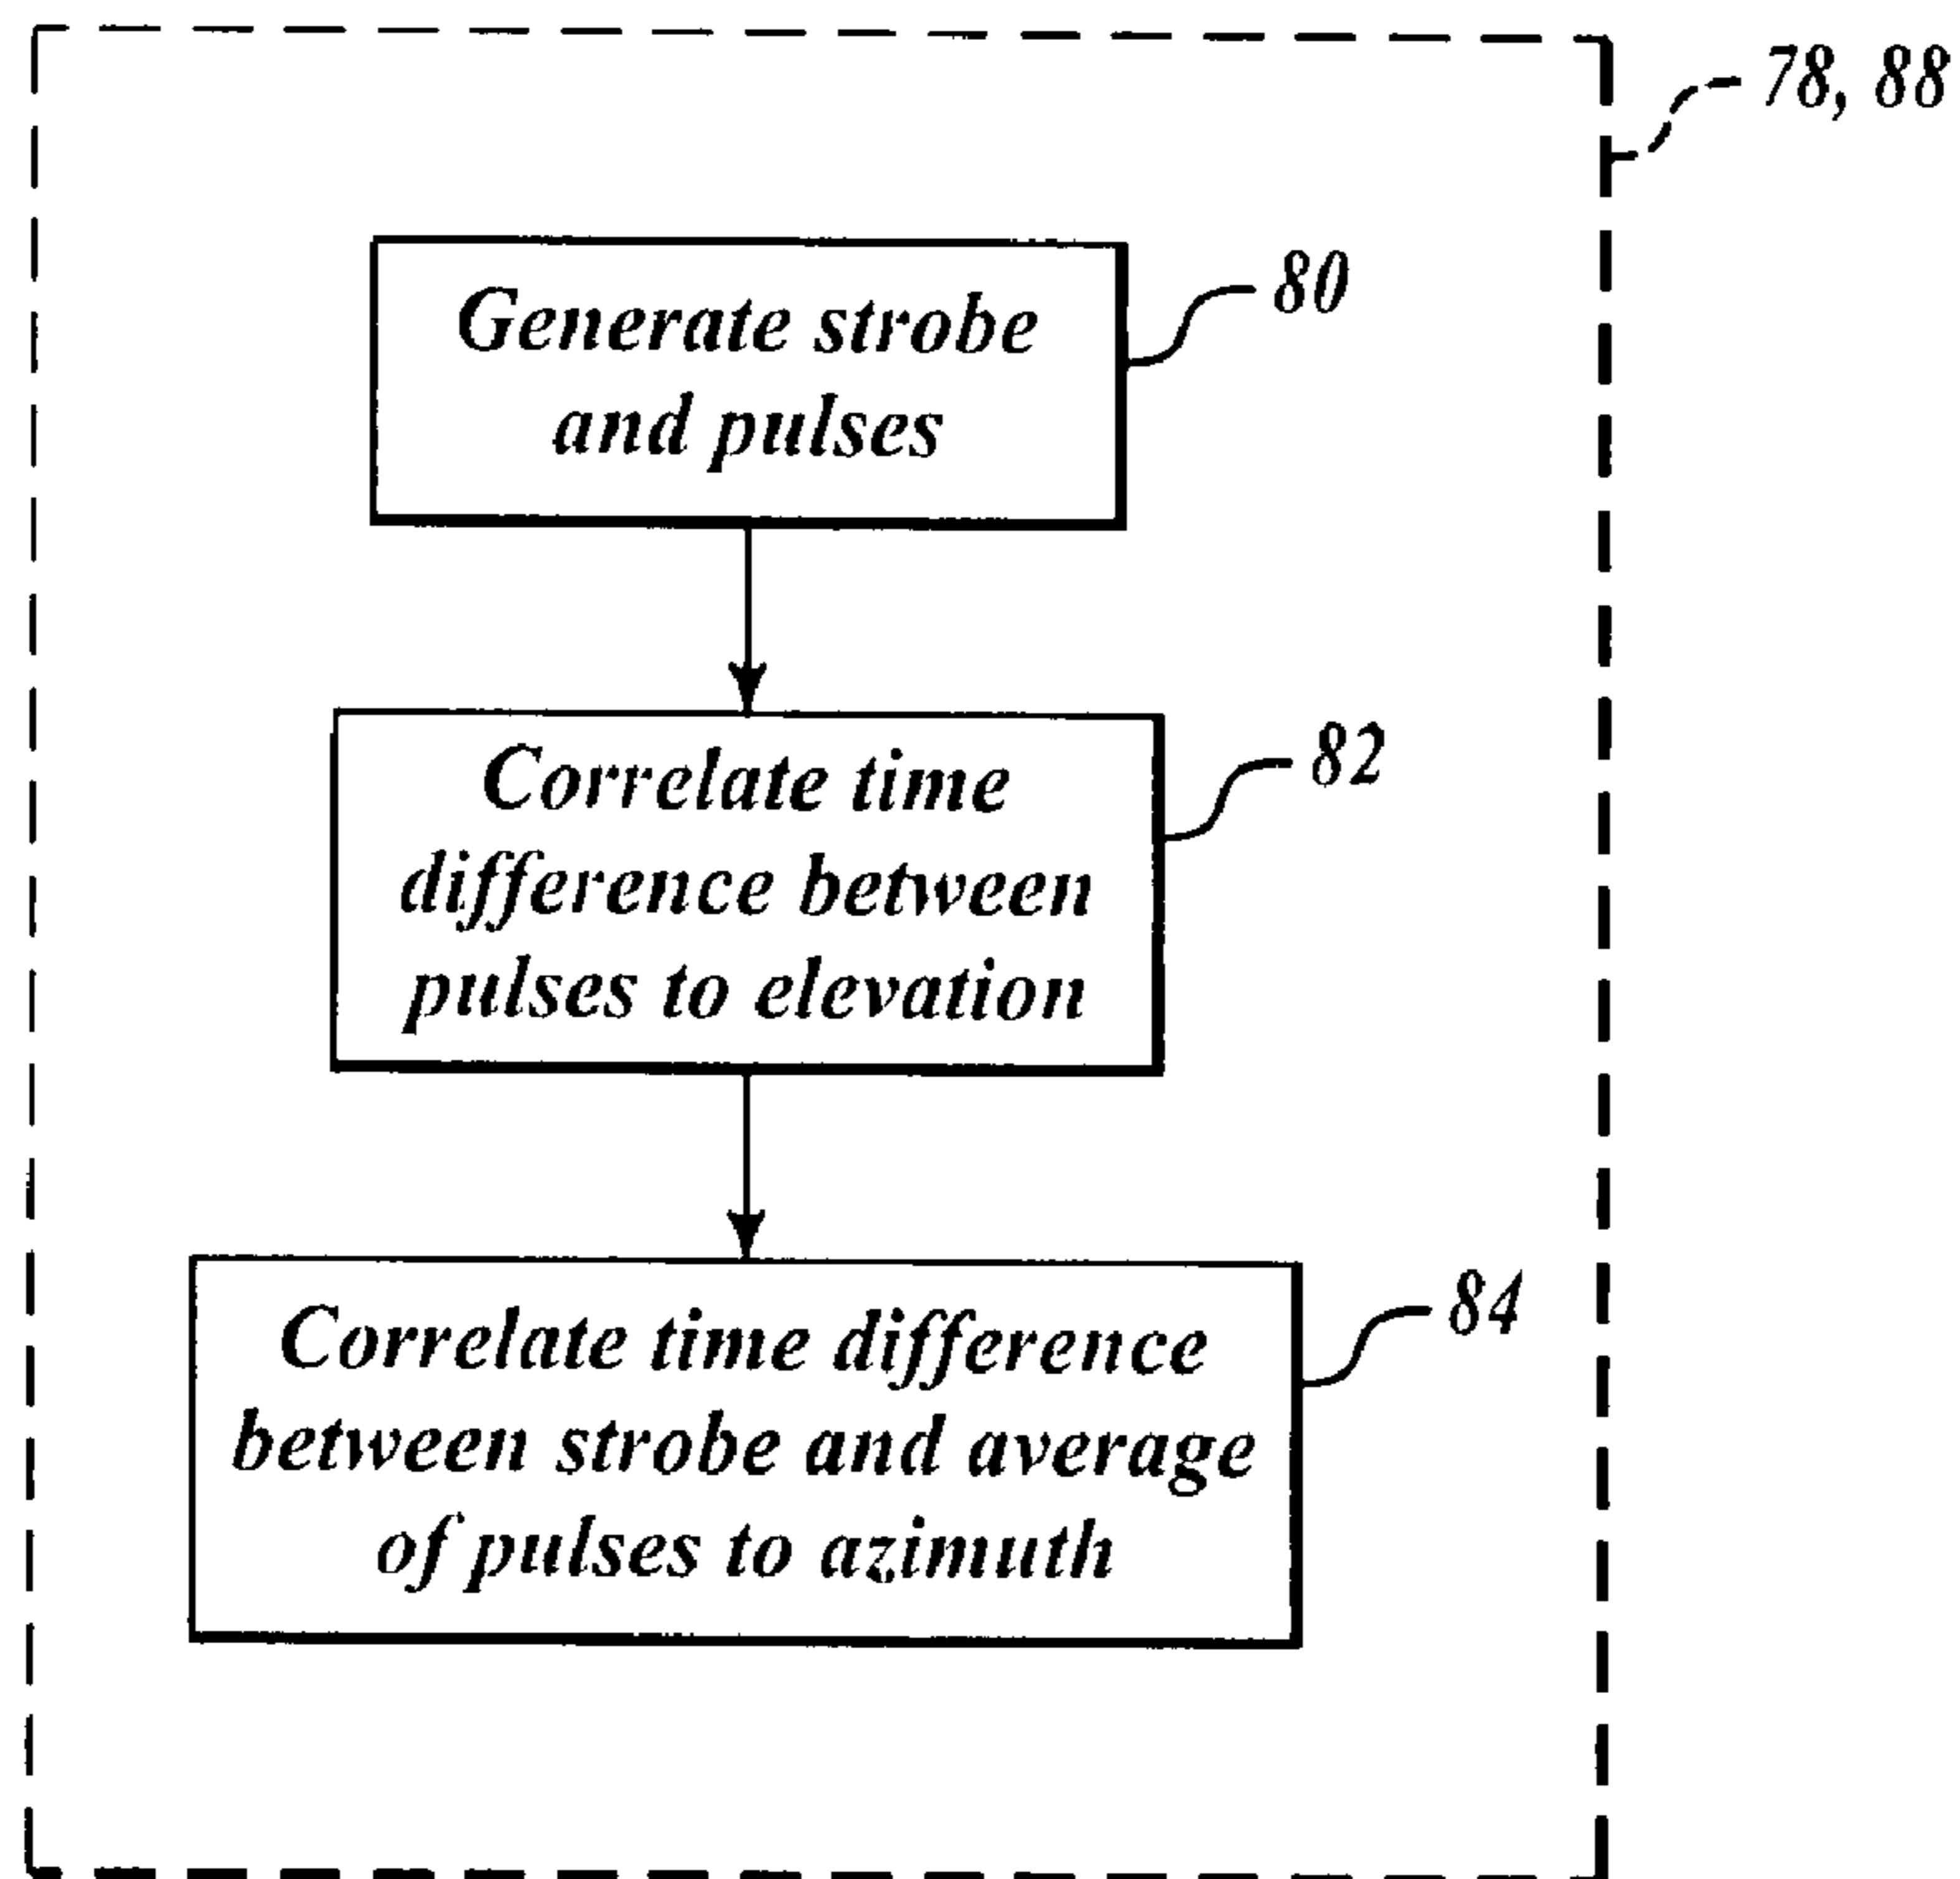 78, 88
Generate strobe
and pulses
80
Correlate time
difference between
pulses to elevation
82
Correlate time difference
between strobe and average
of pulses to azimuth
84